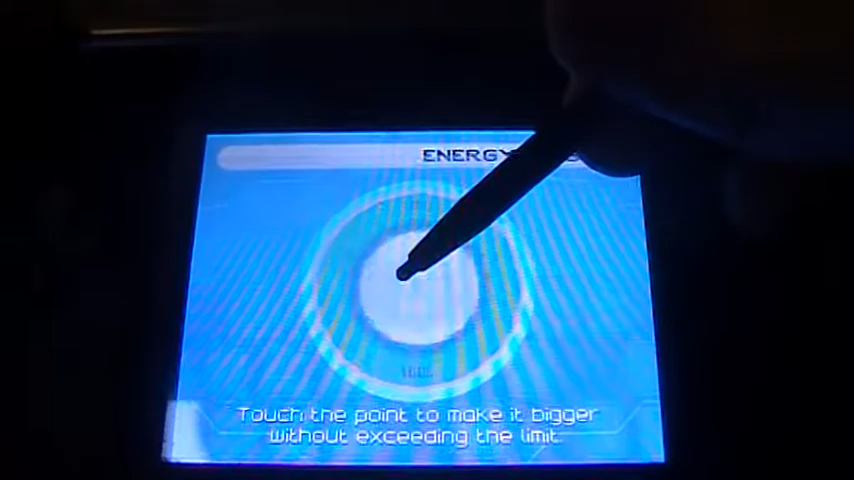 ENERGY
Touch the point to make it bigger
without exceeding the limit.